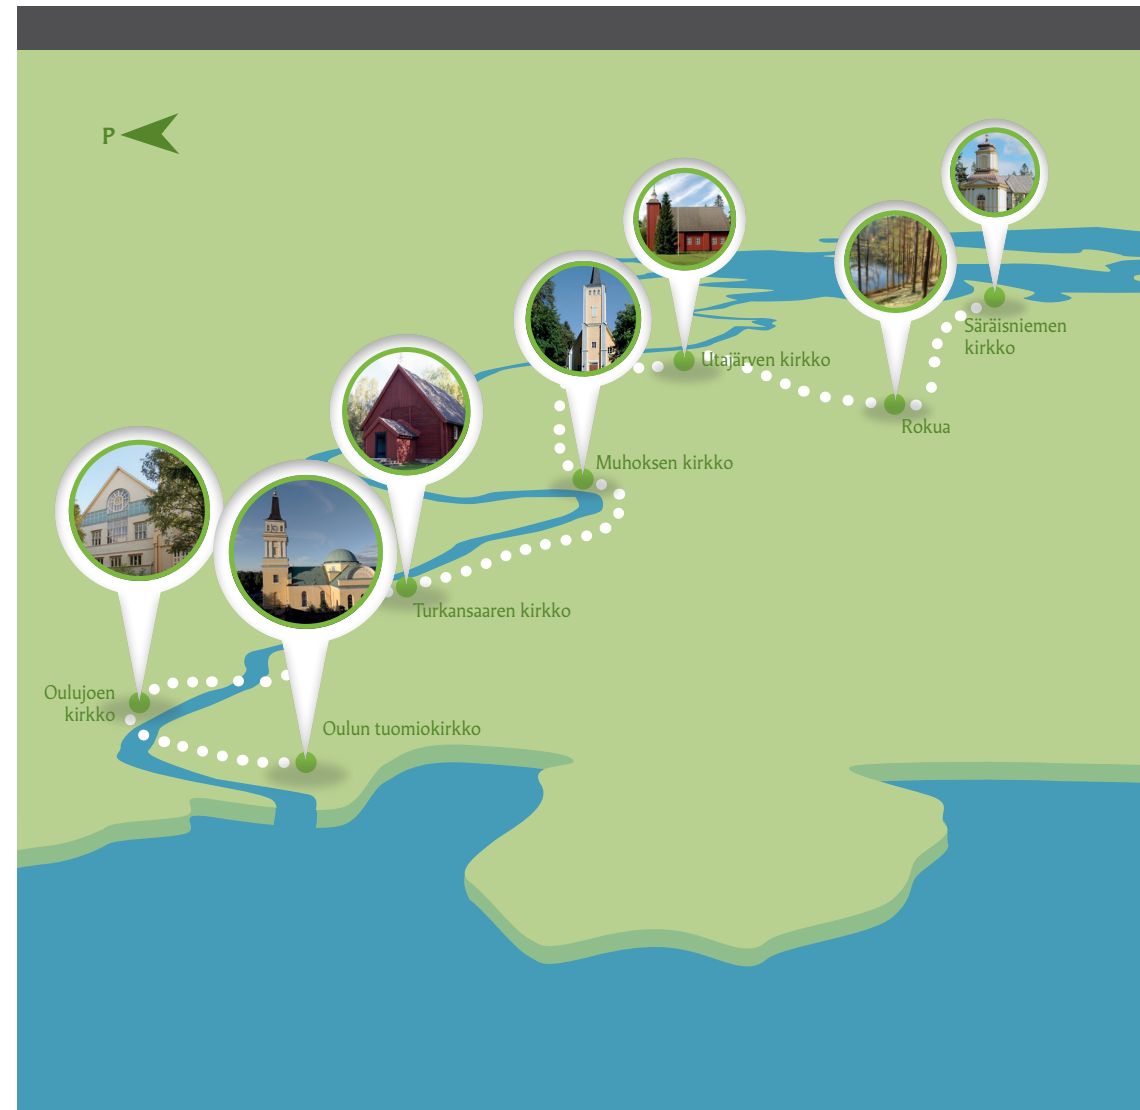 P
Säräisniemen
kirkko
Utajärven kirkko
Rokua
Muhoksen kirkko
Turkansaaren kirkko
Oulujoen
kirkko
Oulun tuomiokirkko